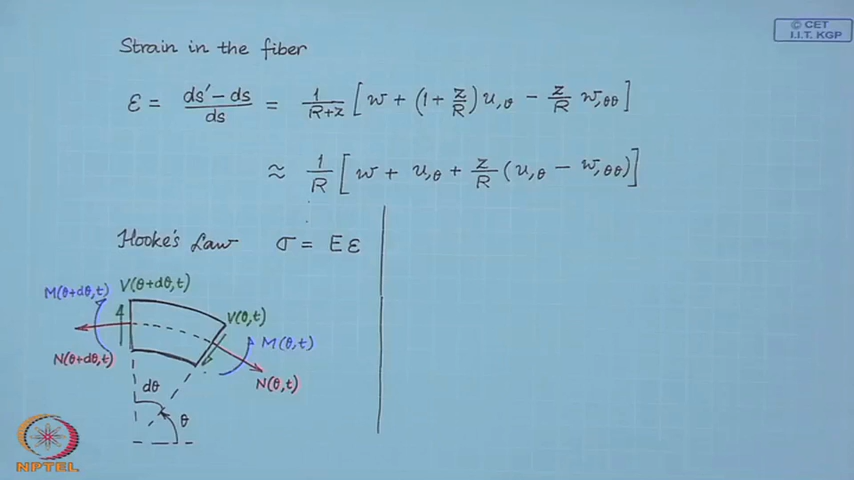 © CET
I.I.T. KGP
Strain in the fiber
ε = (ds' − ds)/ds = 1/(R+z) [w + (1 + z/R) u,θ − z/R w,θθ]
≈ 1/R [w + u,θ + z/R (u,θ − w,θθ)]
Hooke's Law σ = Eε
V(θ+dθ,t)
M(θ+dθ,t)
V(θ,t)
M(θ,t)
N(θ+dθ,t)
N(θ,t)
dθ
θ
NPTEL